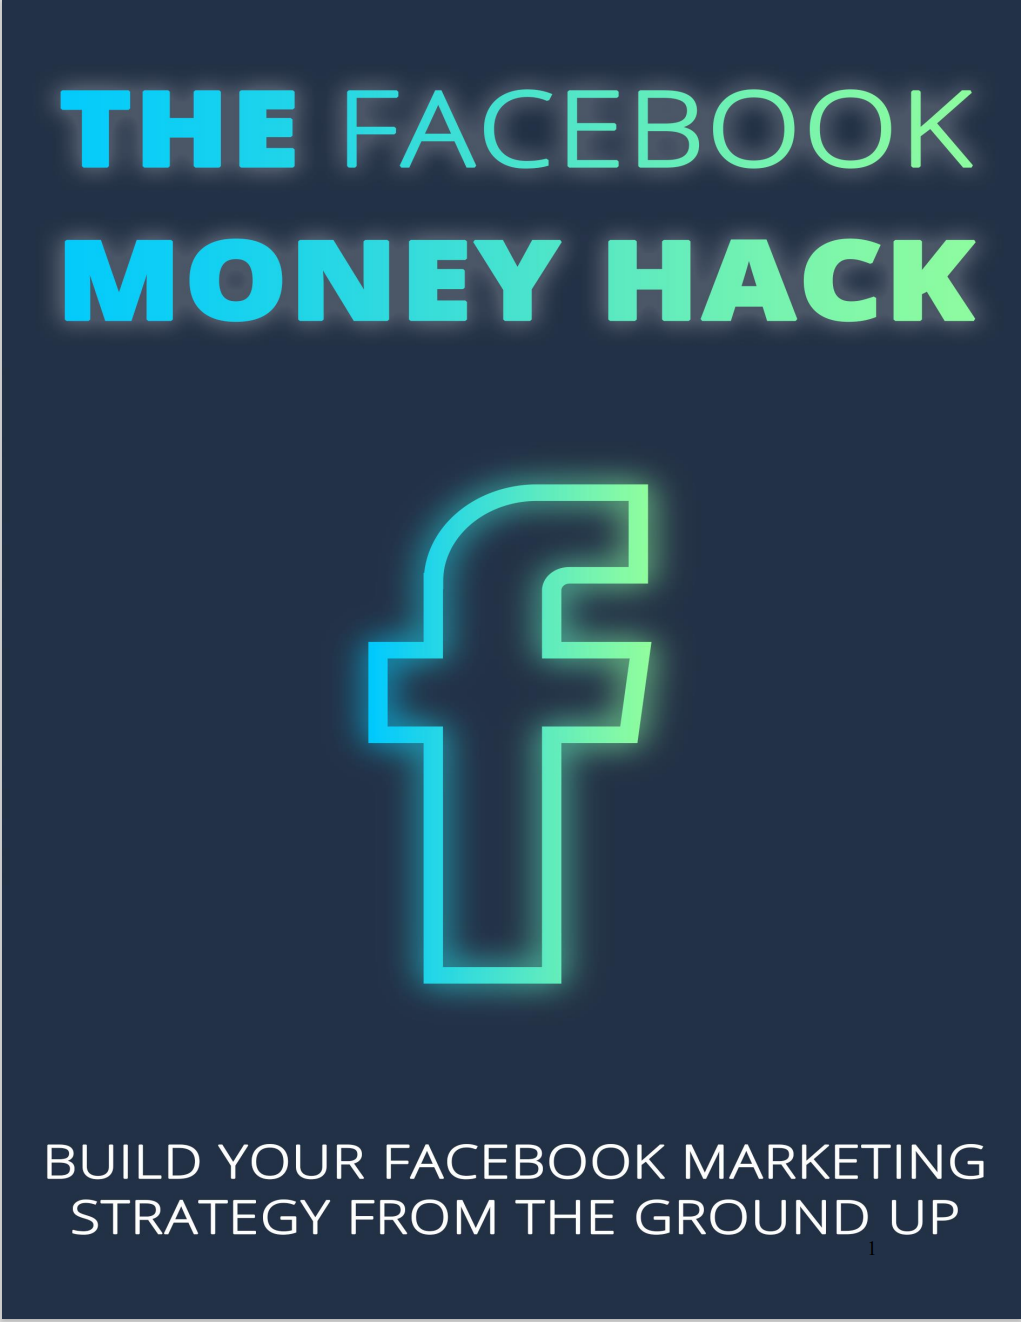 THE FACEBOOK
MONEY HACK
f
BUILD YOUR FACEBOOK MARKETING
STRATEGY FROM THE GROUND UP
1